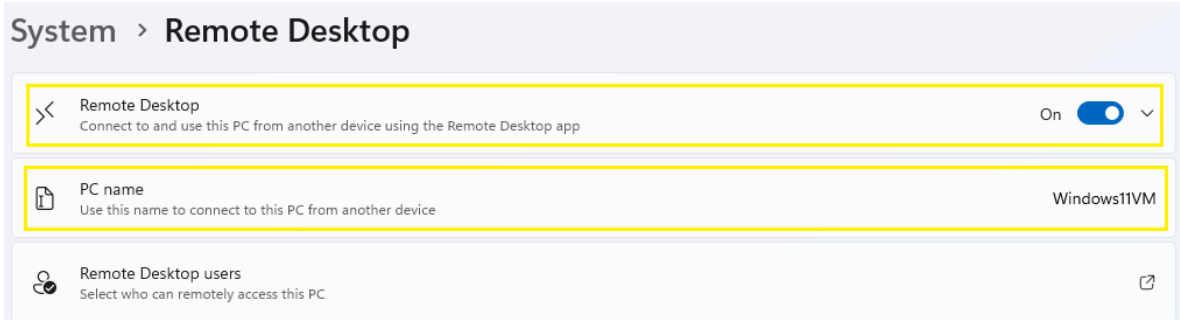 System > Remote Desktop
Remote Desktop
Connect to and use this PC from another device using the Remote Desktop app
On
PC name
Use this name to connect to this PC from another device
Windows11VM
Remote Desktop users
Select who can remotely access this PC